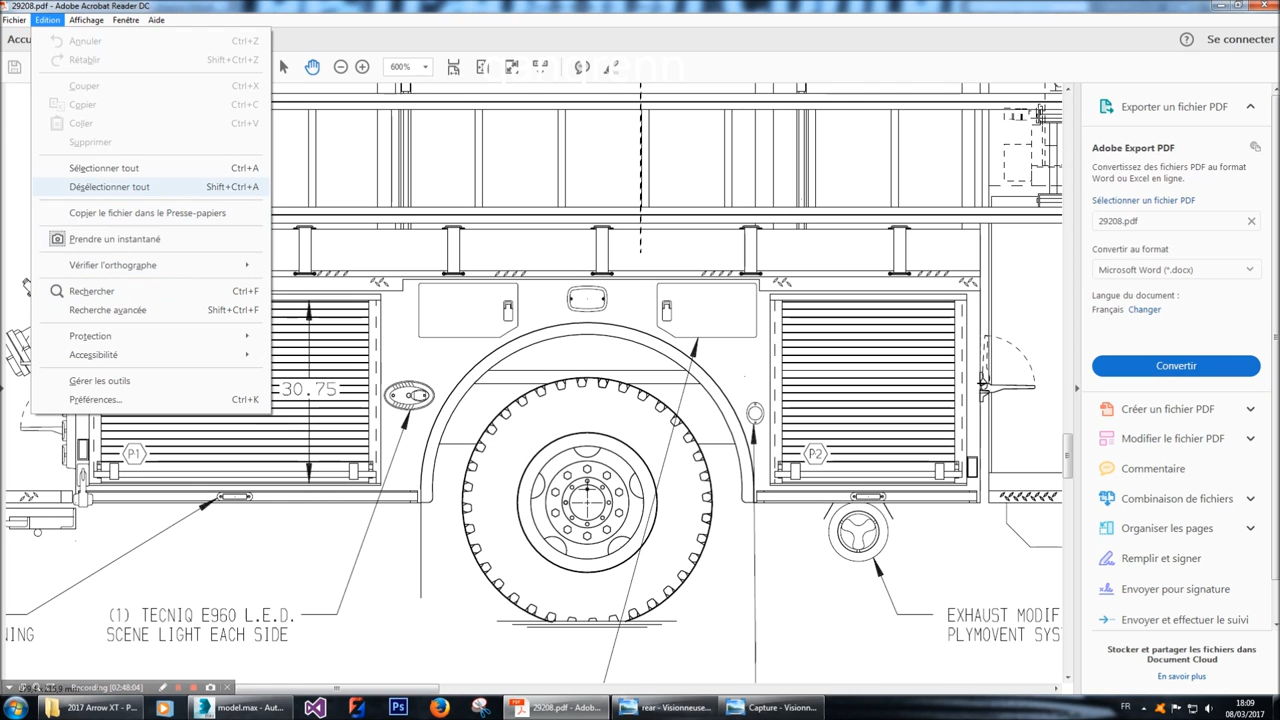 29208.pdf - Adobe Acrobat Reader DC
Fichier Edition Affichage Fenêtre Aide
Accu
Se connecter
600%
Annuler Ctrl+Z
Rétablir Shift+Ctrl+Z
Couper Ctrl+X
Copier Ctrl+C
Coller Ctrl+V
Supprimer
Sélectionner tout Ctrl+A
Désélectionner tout Shift+Ctrl+A
Copier le fichier dans le Presse-papiers
Prendre un instantané
Vérifier l'orthographe
Rechercher Ctrl+F
Recherche avancée Shift+Ctrl+F
Protection
Accessibilité
Gérer les outils
Préférences... Ctrl+K
30.75
P1
P2
(1) TECNIQ E960 L.E.D.
SCENE LIGHT EACH SIDE
NING
EXHAUST MODIF
PLYMOVENT SYS
Exporter un fichier PDF
Adobe Export PDF
Convertissez des fichiers PDF au format
Word ou Excel en ligne.
Sélectionner un fichier PDF
29208.pdf
Convertir au format
Microsoft Word (*.docx)
Langue du document :
Français Changer
Convertir
Créer un fichier PDF
Modifier le fichier PDF
Commentaire
Combinaison de fichiers
Organiser les pages
Remplir et signer
Envoyer pour signature
Envoyer et effectuer le suivi
Stocker et partager les fichiers dans
Document Cloud
En savoir plus
Recording [02:48:04]
2017 Arrow XT - P...
model.max - Aut...
Ps
29208.pdf - Adob...
rear - Visionneuse...
Capture - Visionn...
FR
18:09
08/03/2017